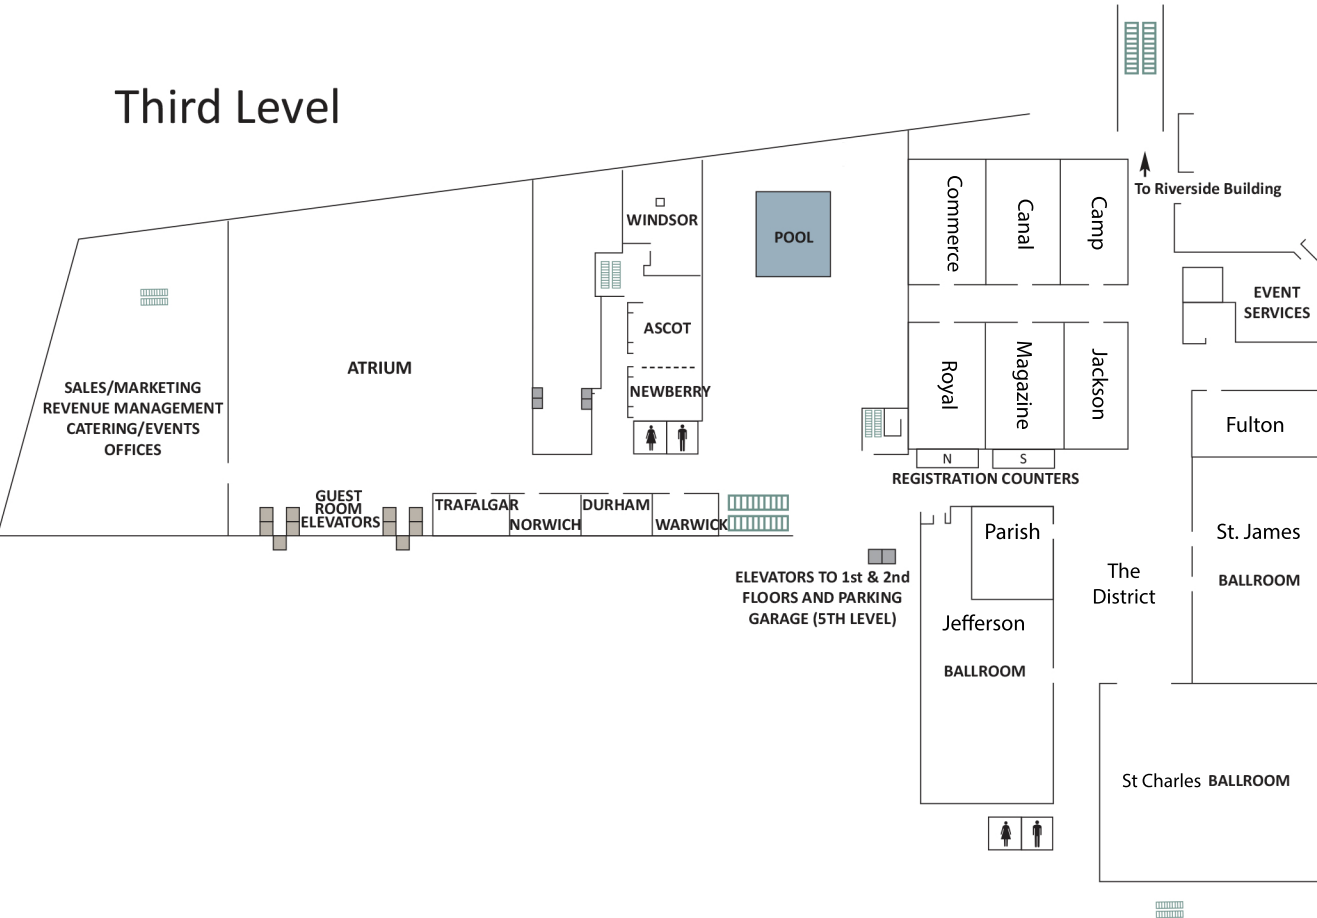 Third Level
To Riverside Building
WINDSOR
POOL
Commerce
Canal
Camp
EVENT
SERVICES
ASCOT
ATRIUM
NEWBERRY
Royal
Magazine
Jackson
SALES/MARKETING
REVENUE MANAGEMENT
CATERING/EVENTS
OFFICES
Fulton
N
S
REGISTRATION COUNTERS
GUEST
ROOM
ELEVATORS
TRAFALGAR
NORWICH
DURHAM
WARWICK
Parish
St. James
BALLROOM
ELEVATORS TO 1st & 2nd
FLOORS AND PARKING
GARAGE (5TH LEVEL)
The
District
Jefferson
BALLROOM
St Charles BALLROOM